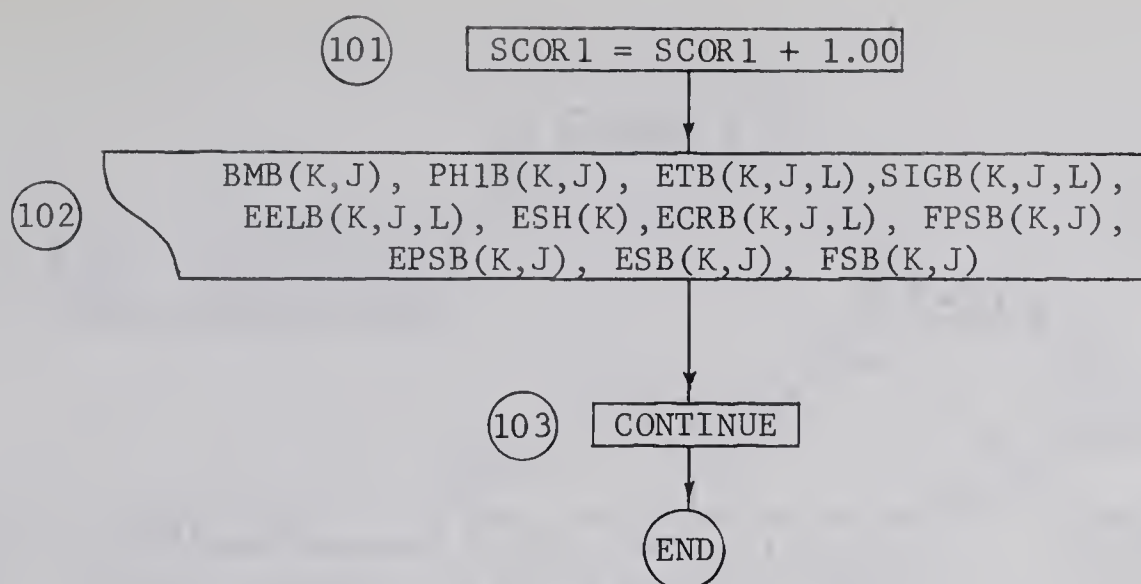 101 SCOR1 = SCOR1 + 1.00
BMB(K,J), PH1B(K,J), ETB(K,J,L),SIGB(K,J,L),
102 EELB(K,J,L), ESH(K),ECRB(K,J,L), FPSB(K,J),
EPSB(K,J), ESB(K,J), FSB(K,J)
103 CONTINUE
END